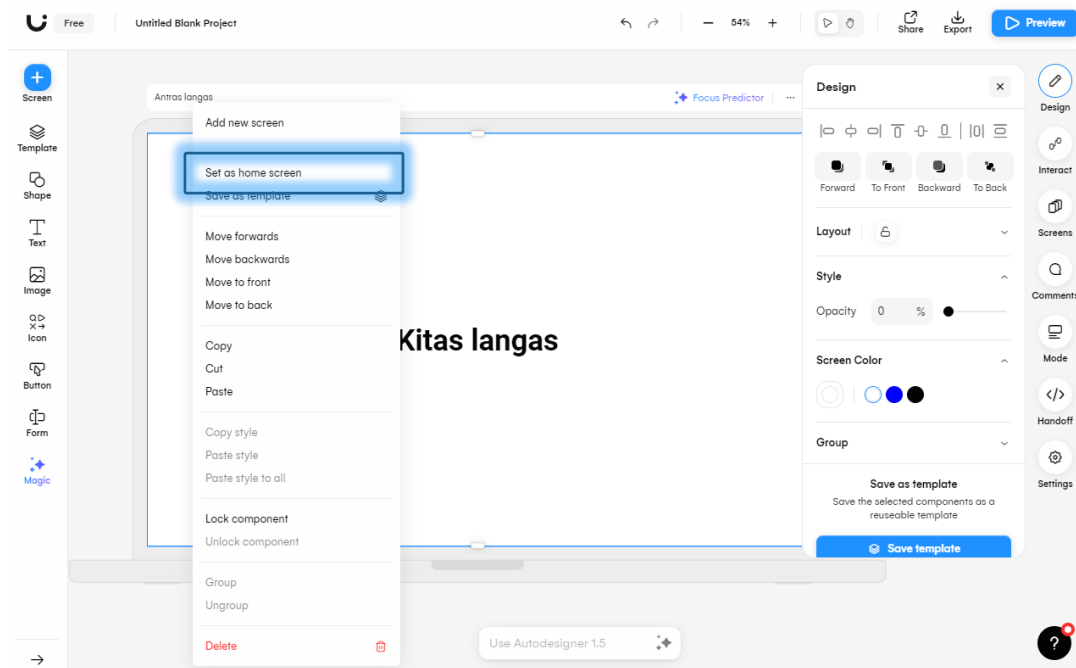 Free
Untitled Blank Project
54%
Share
Export
Preview
Screen
Template
Shape
Text
Image
Icon
Button
Form
Magic
Antras langas
Focus Predictor
Add new screen
Set as home screen
Save as template
Move forwards
Move backwards
Move to front
Move to back
Copy
Cut
Paste
Copy style
Paste style
Paste style to all
Lock component
Unlock component
Group
Ungroup
Delete
Kitas langas
Use Autodesigner 1.5
Design
Forward To Front Backward To Back
Layout
Style
Opacity 0 %
Screen Color
Group
Save as template
Save the selected components as a
reuseable template
Save template
Design
Interact
Screens
Comments
Mode
Handoff
Settings
?